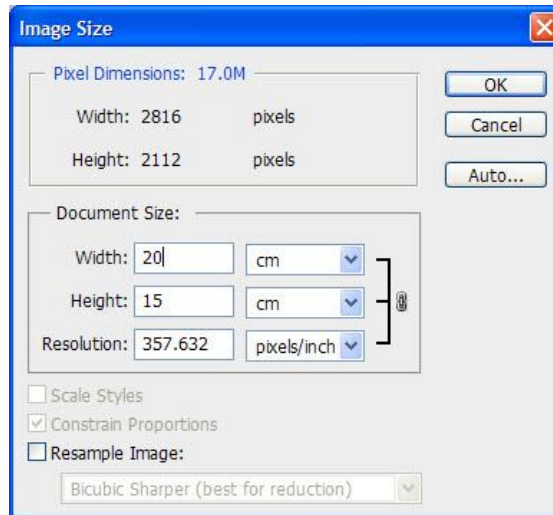 Image Size
Pixel Dimensions: 17.0M
OK
Width: 2816 pixels
Cancel
Height: 2112 pixels
Auto...
Document Size:
Width: 20 cm
Height: 15 cm
Resolution: 357.632 pixels/inch
Scale Styles
Constrain Proportions
Resample Image:
Bicubic Sharper (best for reduction)